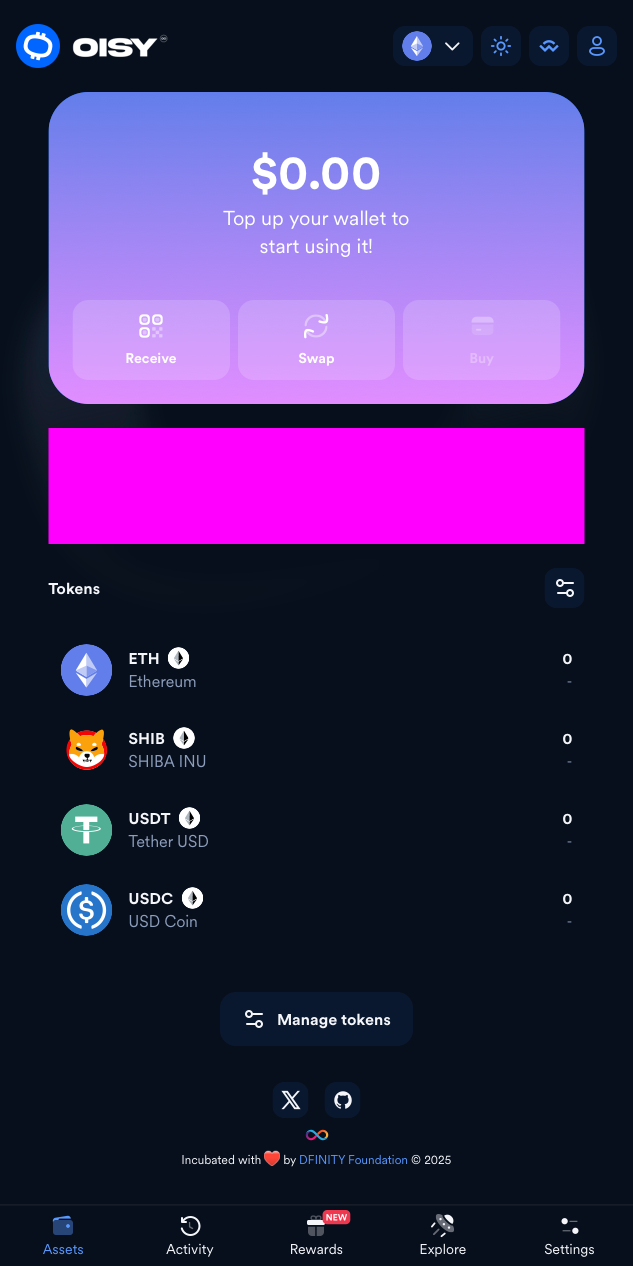 OISY
$0.00
Top up your wallet to
start using it!
Receive
Swap
Buy
Tokens
ETH
0
Ethereum
-
SHIB
0
SHIBA INU
-
USDT
0
Tether USD
-
USDC
0
USD Coin
-
Manage tokens
Incubated with ❤️ by DFINITY Foundation © 2025
NEW
Assets
Activity
Rewards
Explore
Settings